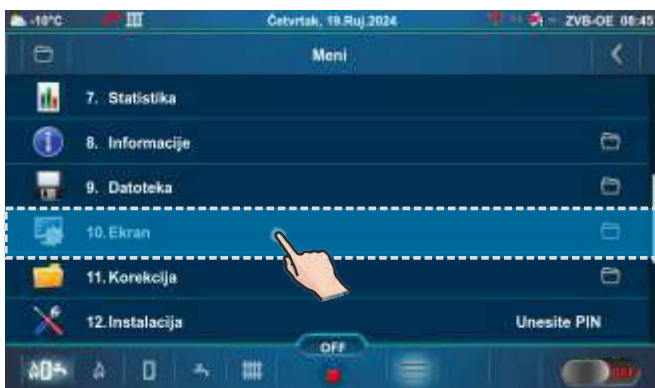 -10°C Četvrtak, 19.Ruj.2024 ZVB-OE 08:45
Meni
7. Statistika
8. Informacije
9. Datoteka
10. Ekran
11. Korekcija
12. Instalacija Unesite PIN
OFF
OFF